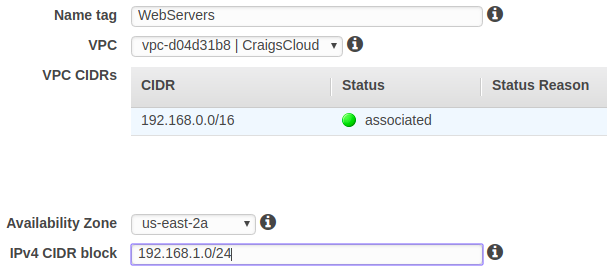 Name tag WebServers
VPC vpc-d04d31b8 | CraigsCloud
VPC CIDRs
CIDR Status Status Reason
192.168.0.0/16 associated
Availability Zone us-east-2a
IPv4 CIDR block 192.168.1.0/24